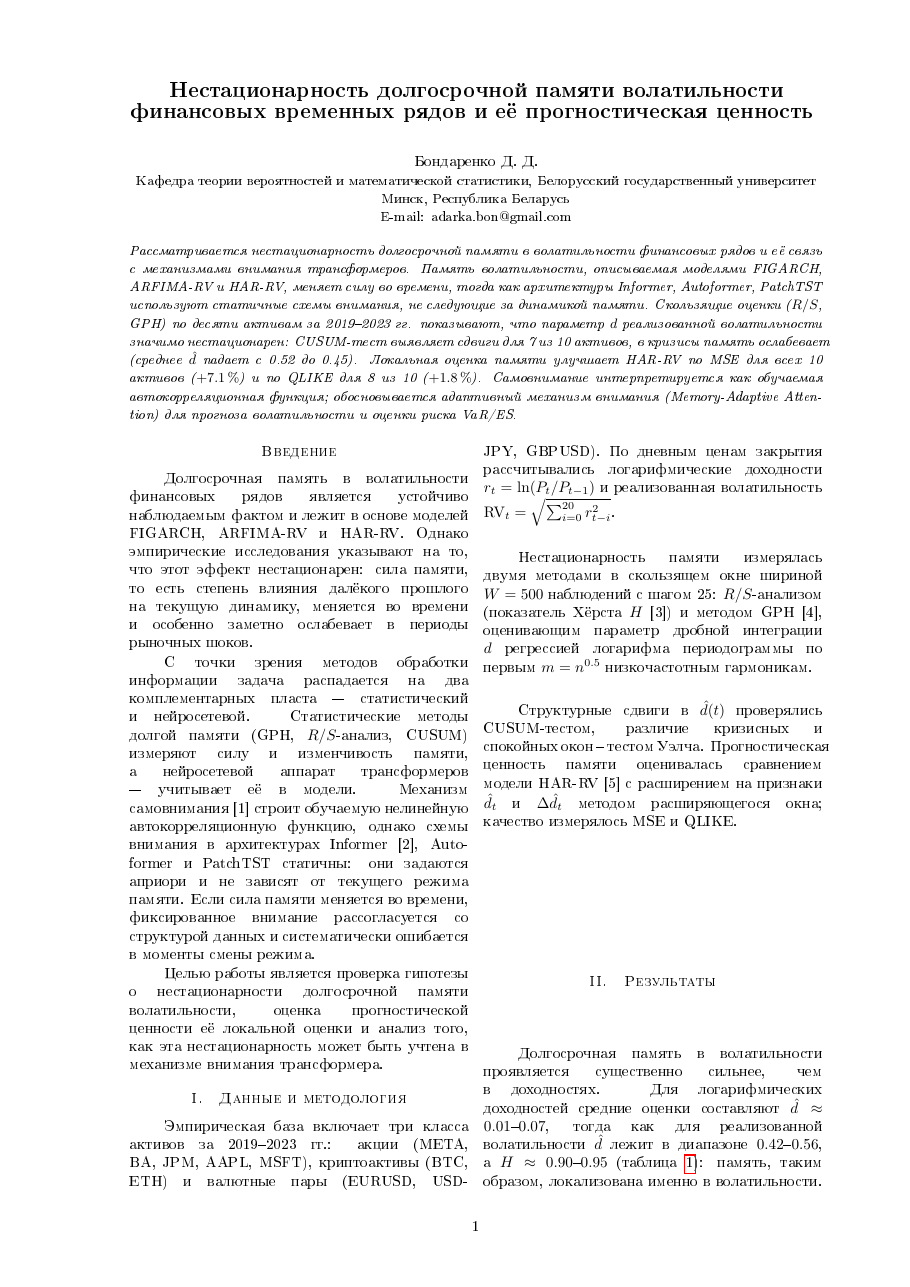 Нестационарность долгосрочной памяти волатильности
финансовых временных рядов и её прогностическая ценность
Бондаренко Д. Д.
Кафедра теории вероятностей и математической статистики, Белорусский государственный университет
Минск, Республика Беларусь
E-mail: adarka.bon@gmail.com
Рассматривается нестационарность долгосрочной памяти в волатильности финансовых рядов и её связь
с механизмами внимания трансформеров. Память волатильности, описываемая моделями FIGARCH,
ARFIMA-RV и HAR-RV, меняет силу во времени, тогда как архитектуры Informer, Autoformer, PatchTST
используют статичные схемы внимания, не следующие за динамикой памяти. Скользящие оценки (R/S,
GPH) по десяти активам за 2019–2023 гг. показывают, что параметр d реализованной волатильности
значимо нестационарен: CUSUM-тест выявляет сдвиги для 7 из 10 активов, в кризисы память ослабевает
(среднее d̂ падает с 0.52 до 0.45). Локальная оценка памяти улучшает HAR-RV по MSE для всех 10
активов (+7.1 %) и по QLIKE для 8 из 10 (+1.8 %). Самовнимание интерпретируется как обучаемая
автокорреляционная функция; обосновывается адаптивный механизм внимания (Memory-Adaptive Atten-
tion) для прогноза волатильности и оценки риска VaR/ES.
Введение
Долгосрочная память в волатильности
финансовых рядов является устойчиво
наблюдаемым фактом и лежит в основе моделей
FIGARCH, ARFIMA-RV и HAR-RV. Однако
эмпирические исследования указывают на то,
что этот эффект нестационарен: сила памяти,
то есть степень влияния далёкого прошлого
на текущую динамику, меняется во времени
и особенно заметно ослабевает в периоды
рыночных шоков.
С точки зрения методов обработки
информации задача распадается на два
комплементарных пласта — статистический
и нейросетевой. Статистические методы
долгой памяти (GPH, R/S-анализ, CUSUM)
измеряют силу и изменчивость памяти,
а нейросетевой аппарат трансформеров
— учитывает её в модели. Механизм
самовнимания [1] строит обучаемую нелинейную
автокорреляционную функцию, однако схемы
внимания в архитектурах Informer [2], Auto-
former и PatchTST статичны: они задаются
априори и не зависят от текущего режима
памяти. Если сила памяти меняется во времени,
фиксированное внимание рассогласуется со
структурой данных и систематически ошибается
в моменты смены режима.
Целью работы является проверка гипотезы
о нестационарности долгосрочной памяти
волатильности, оценка прогностической
ценности её локальной оценки и анализ того,
как эта нестационарность может быть учтена в
механизме внимания трансформера.
I. Данные и методология
Эмпирическая база включает три класса
активов за 2019–2023 гг.: акции (META,
BA, JPM, AAPL, MSFT), криптоактивы (BTC,
ETH) и валютные пары (EURUSD, USD-
JPY, GBPUSD). По дневным ценам закрытия
рассчитывались логарифмические доходности
r_t = ln(P_t/P_{t−1}) и реализованная волатильность
RV_t = √(∑_{i=0}^{20} r²_{t−i}).
Нестационарность памяти измерялась
двумя методами в скользящем окне шириной
W = 500 наблюдений с шагом 25: R/S-анализом
(показатель Хёрста H [3]) и методом GPH [4],
оценивающим параметр дробной интеграции
d регрессией логарифма периодограммы по
первым m = n^0.5 низкочастотным гармоникам.
Структурные сдвиги в d̂(t) проверялись
CUSUM-тестом, различие кризисных и
спокойных окон – тестом Уэлча. Прогностическая
ценность памяти оценивалась сравнением
модели HAR-RV [5] с расширением на признаки
d̂_t и Δd̂_t методом расширяющегося окна;
качество измерялось MSE и QLIKE.
II. Результаты
Долгосрочная память в волатильности
проявляется существенно сильнее, чем
в доходностях. Для логарифмических
доходностей средние оценки составляют d̂ ≈
0.01–0.07, тогда как для реализованной
волатильности d̂ лежит в диапазоне 0.42–0.56,
а H ≈ 0.90–0.95 (таблица 1): память, таким
образом, локализована именно в волатильности.
1